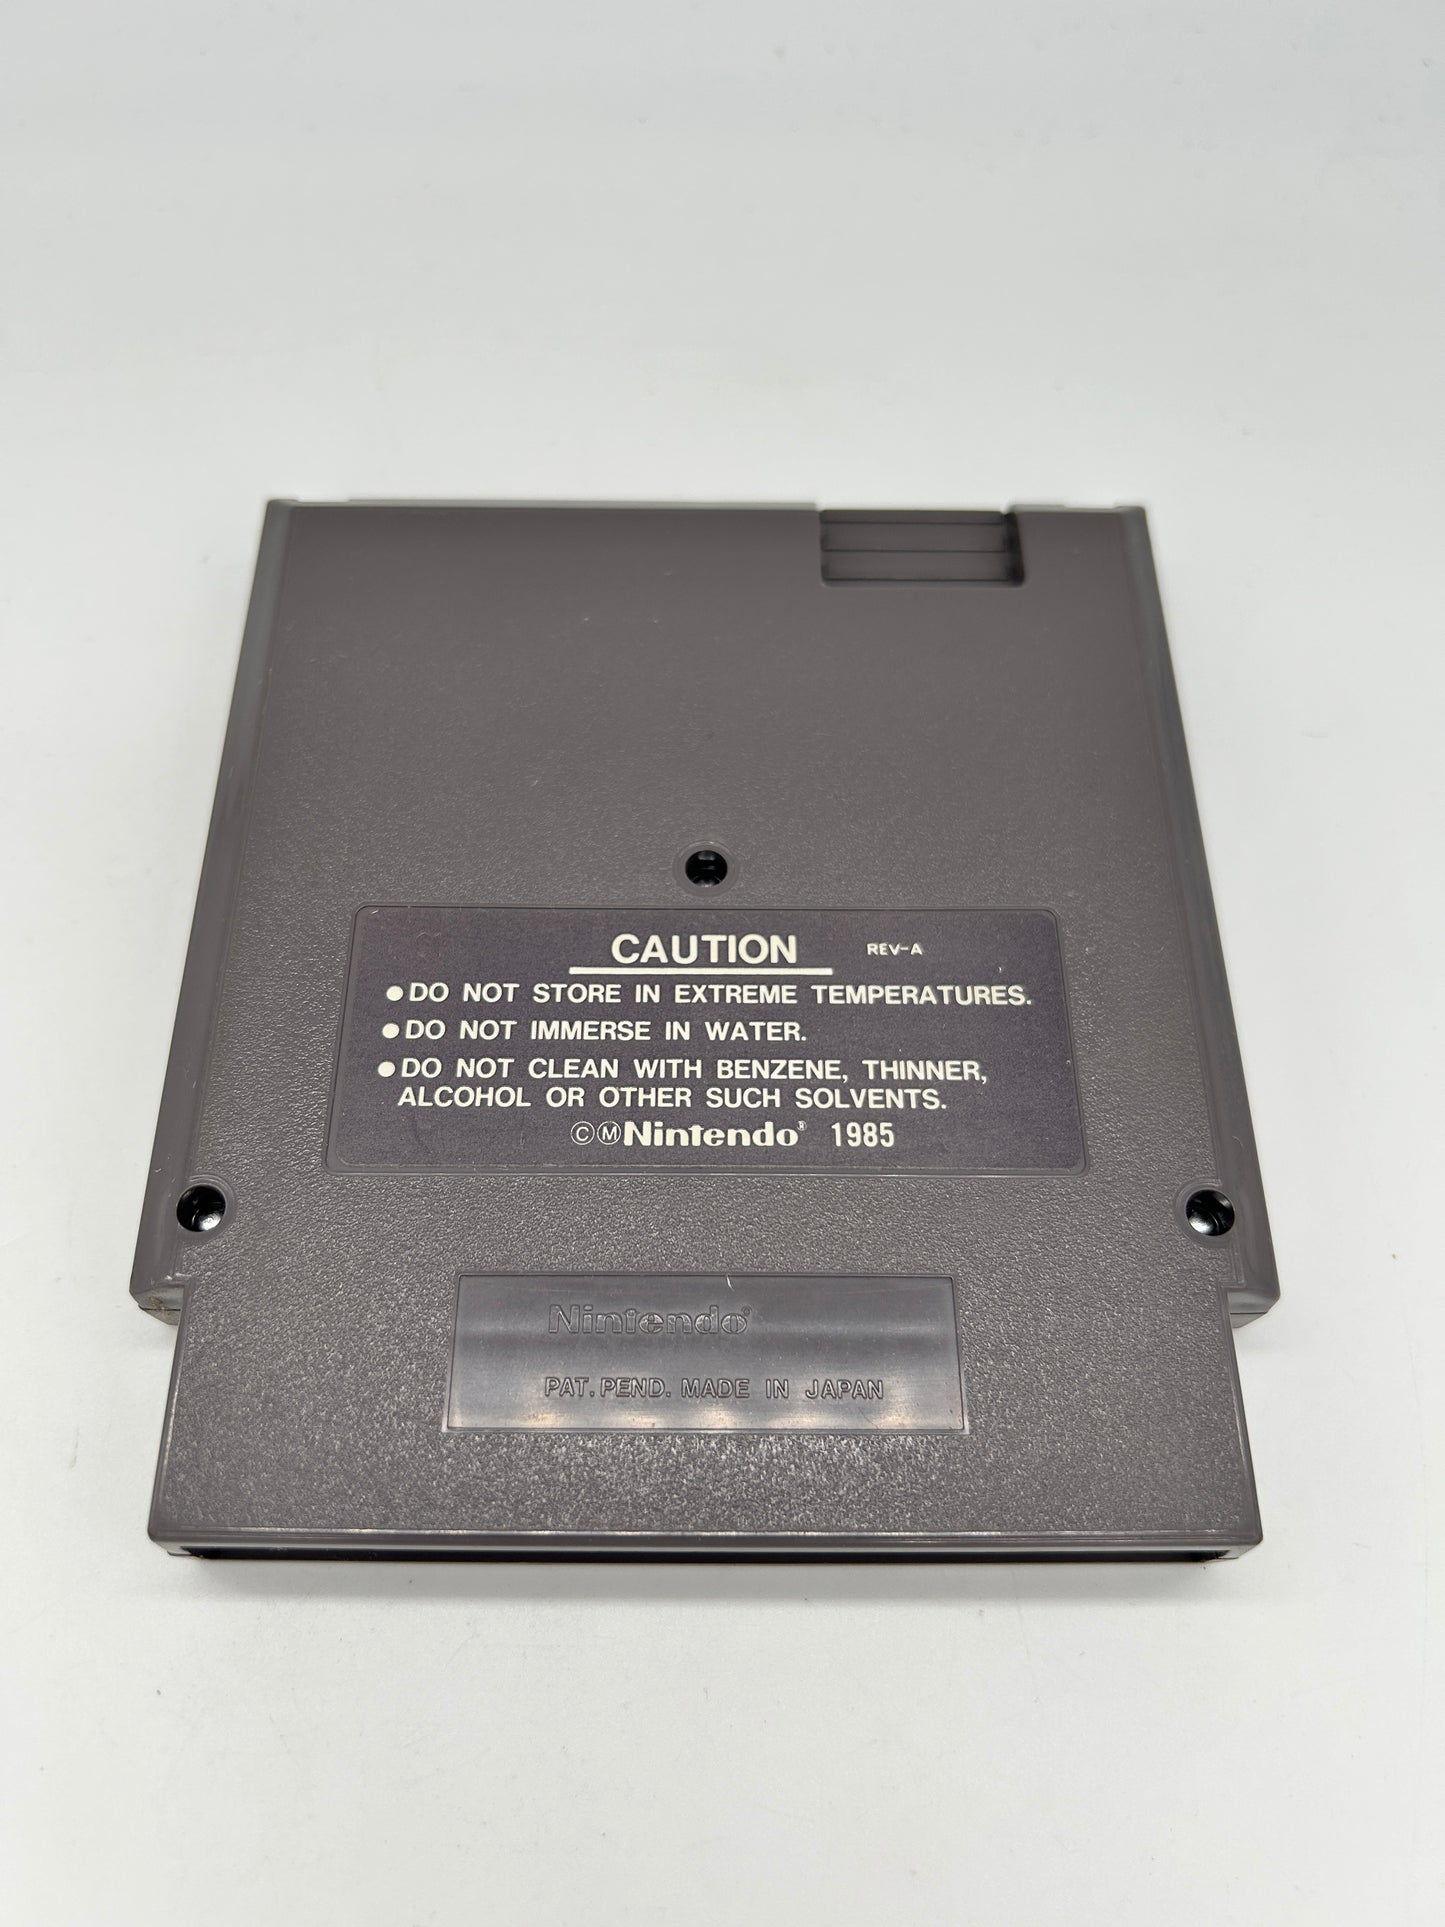 CAUTION REV-A
●DO NOT STORE IN EXTREME TEMPERATURES.
●DO NOT IMMERSE IN WATER.
●DO NOT CLEAN WITH BENZENE, THINNER,
ALCOHOL OR OTHER SUCH SOLVENTS.
ⒸⓂNintendo® 1985
Nintendo®
PAT. PEND. MADE IN JAPAN